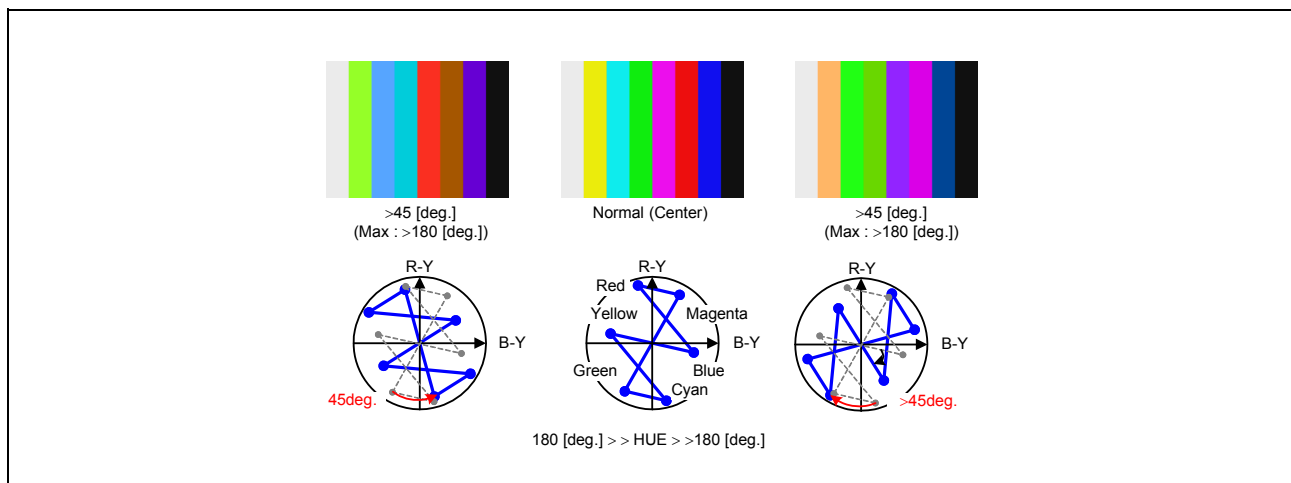 >45 [deg.]
(Max : >180 [deg.])
Normal (Center)
>45 [deg.]
(Max : >180 [deg.])
R-Y
B-Y
45deg.
R-Y
Red
Yellow
Magenta
B-Y
Green
Blue
Cyan
R-Y
B-Y
>45deg.
180 [deg.] > > HUE > >180 [deg.]